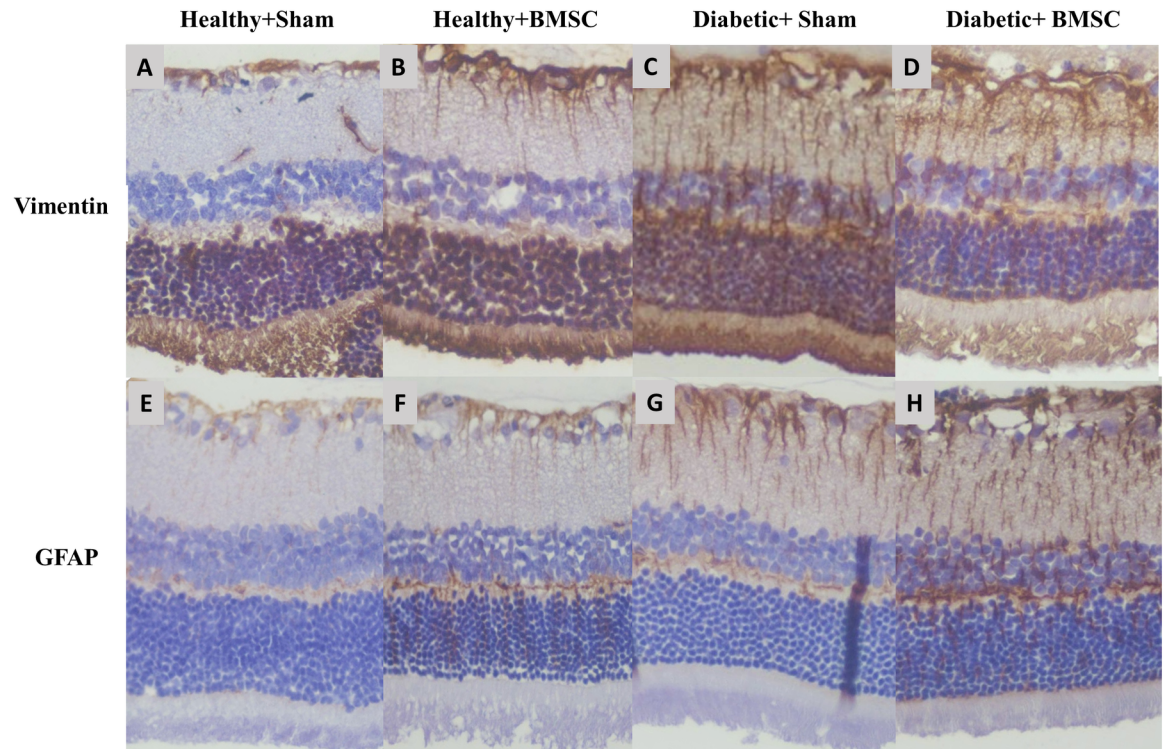 Healthy+Sham Healthy+BMSC Diabetic+ Sham Diabetic+ BMSC
A B C D
Vimentin
E F G H
GFAP